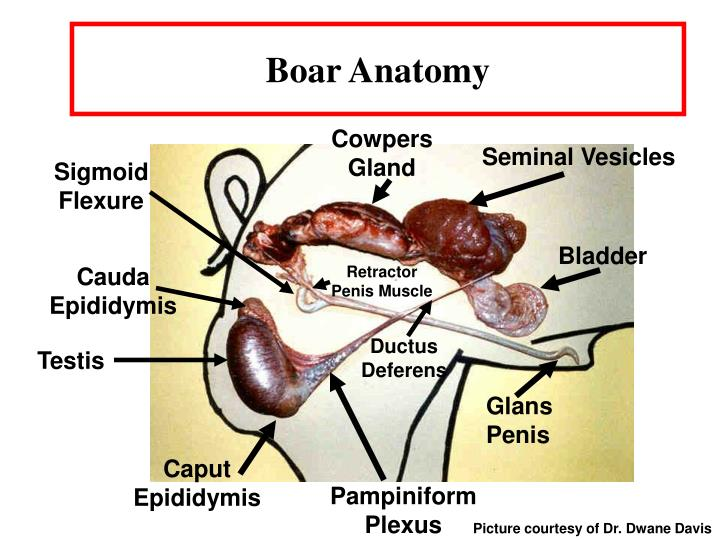 Boar Anatomy
Cowpers
Gland
Seminal Vesicles
Sigmoid
Flexure
Bladder
Retractor
Penis Muscle
Cauda
Epididymis
Ductus
Deferens
Testis
Glans
Penis
Caput
Epididymis
Pampiniform
Plexus
Picture courtesy of Dr. Dwane Davis